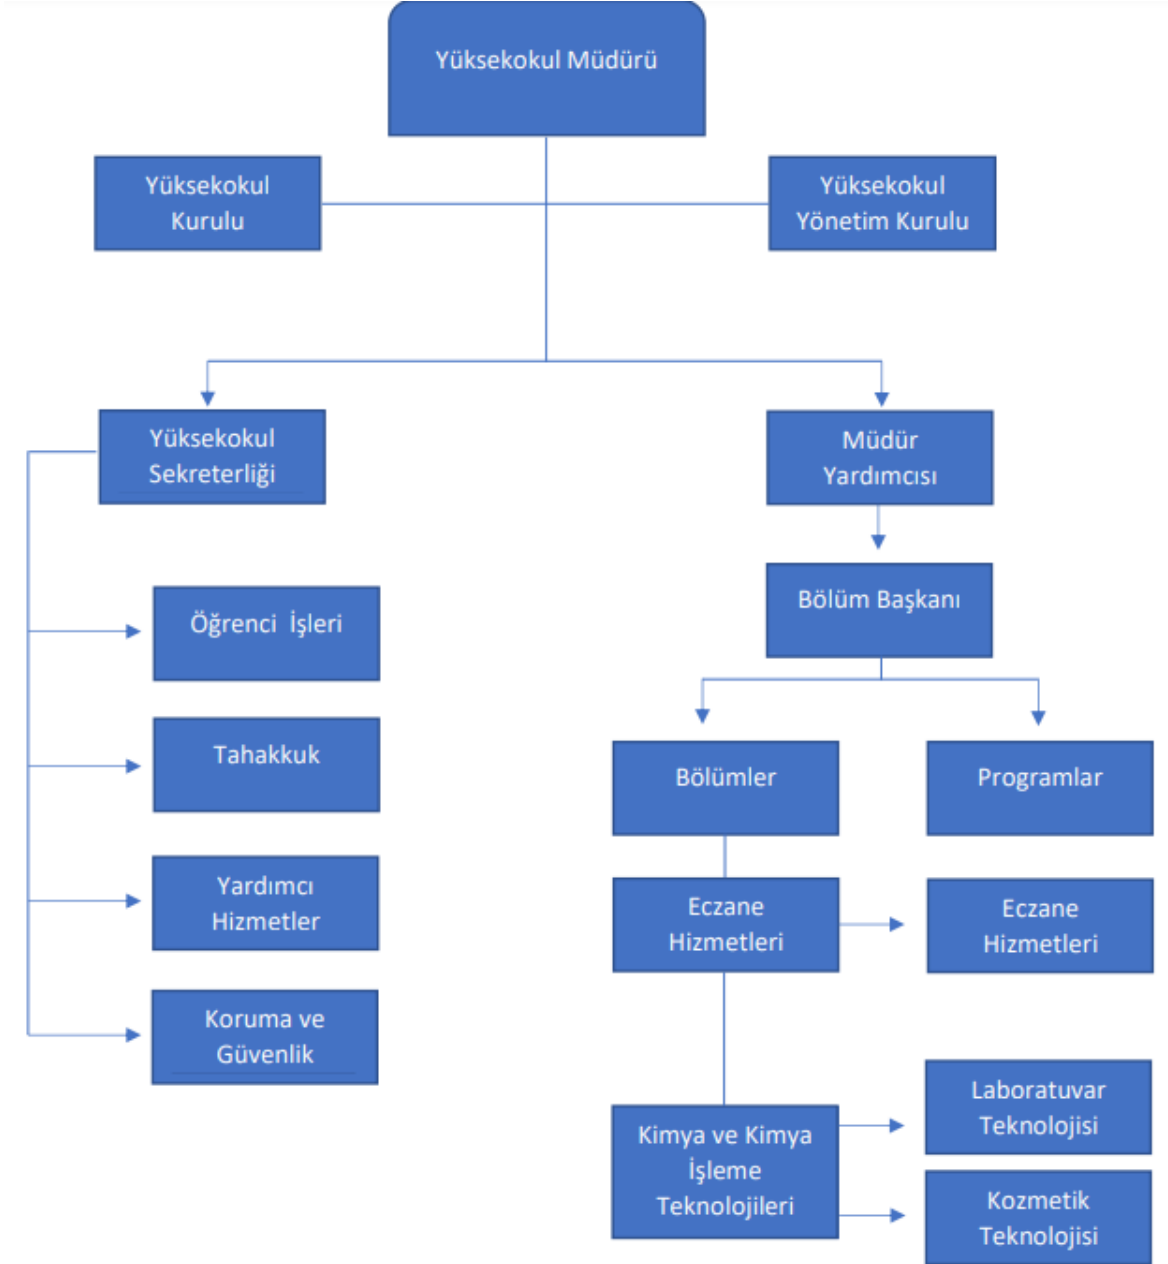 Yüksekokul Müdürü
Yüksekokul
Kurulu
Yüksekokul
Yönetim Kurulu
Yüksekokul
Sekreterliği
Müdür
Yardımcısı
Bölüm Başkanı
Öğrenci  İşleri
Tahakkuk
Yardımcı
Hizmetler
Koruma ve
Güvenlik
Bölümler
Programlar
Eczane
Hizmetleri
Eczane
Hizmetleri
Kimya ve Kimya
İşleme
Teknolojileri
Laboratuvar
Teknolojisi
Kozmetik
Teknolojisi